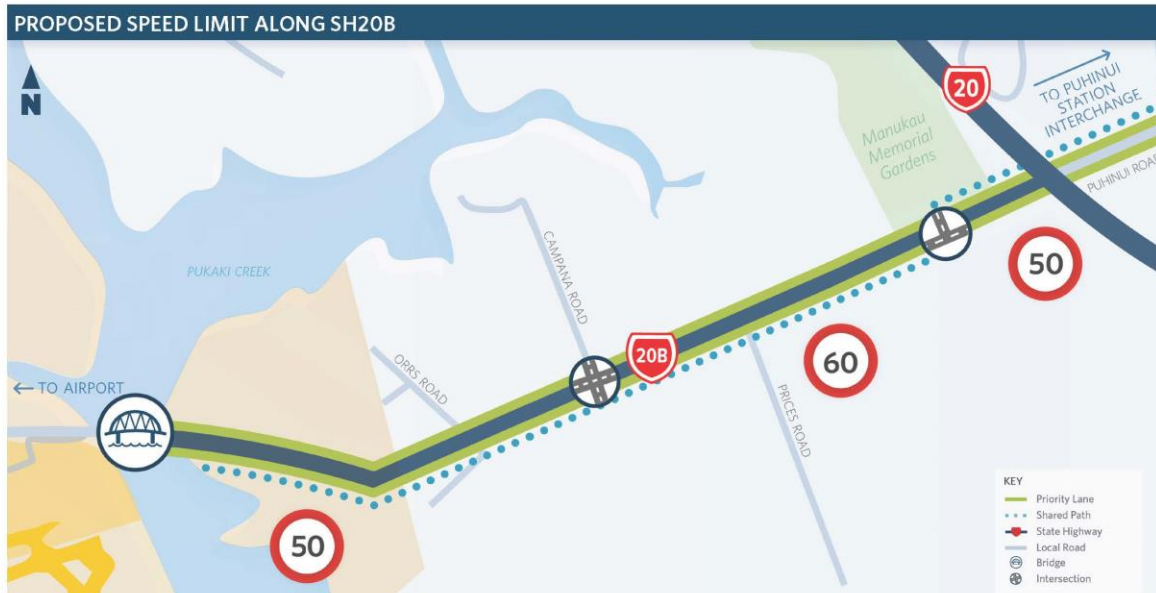 PROPOSED SPEED LIMIT ALONG SH20B
N
20
TO PUHINUI
STATION
INTERCHANGE
Manukau
Memorial
Gardens
PUHINUI ROAD
PUKAKI CREEK
CAMPANA ROAD
50
ORRS ROAD
20B
60
← TO AIRPORT
PRICES ROAD
50
KEY
Priority Lane
Shared Path
State Highway
Local Road
Bridge
Intersection